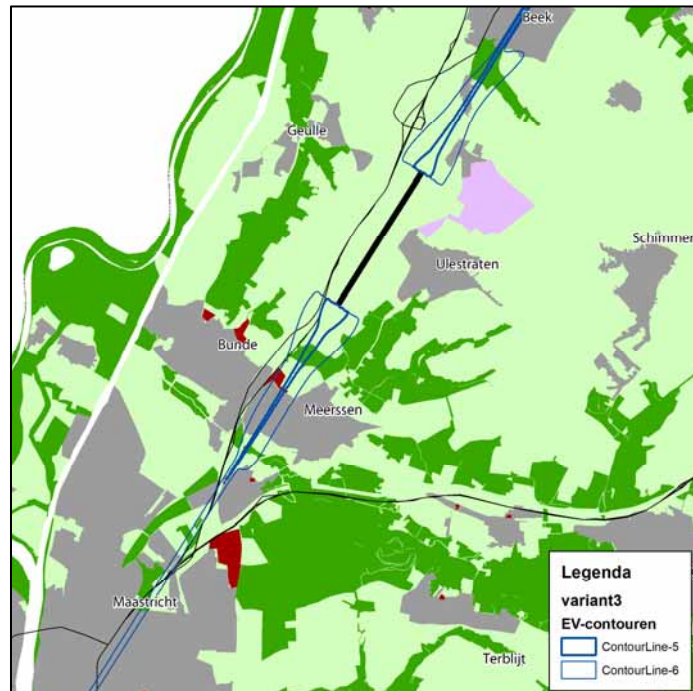 Beek
Geulle
Schimmer
Ulestraten
Bunde
Meerssen
Maastricht
Terblijt
Legenda
variant3
EV-contouren
ContourLine-5
ContourLine-6